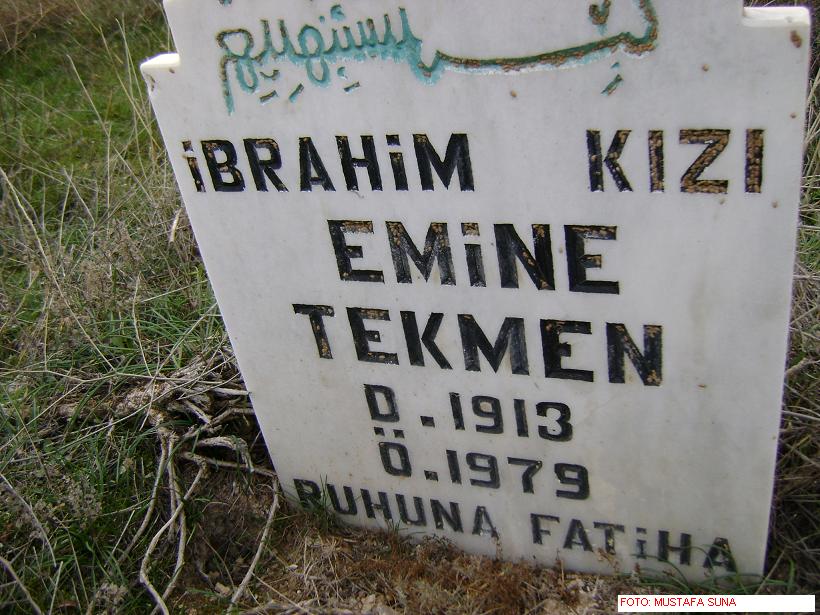 İBRAHİM KIZI
EMİNE
TEKMEN
D. 1913
Ö. 1979
RUHUNA FATİHA
FOTO: MUSTAFA SUNA